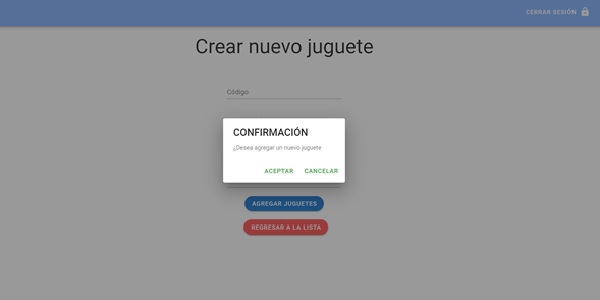 CERRAR SESIÓN
Crear nuevo juguete
Código
CONFIRMACIÓN
¿Desea agregar un nuevo juguete
ACEPTAR CANCELAR
AGREGAR JUGUETES
REGRESAR A LA LISTA